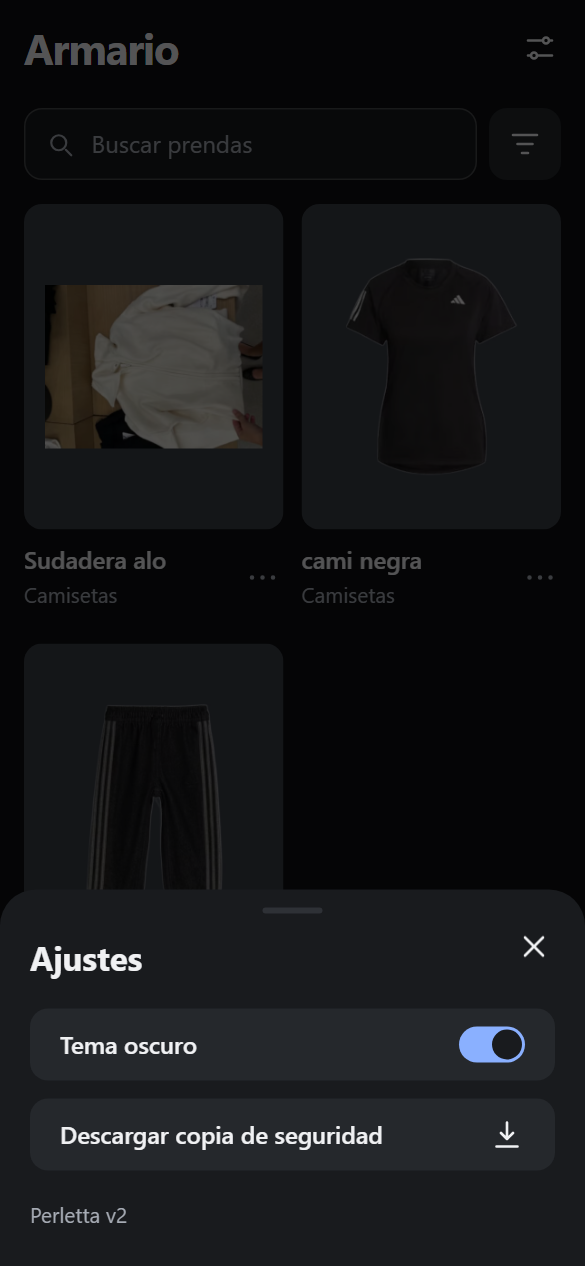 Armario
Buscar prendas
Sudadera alo
Camisetas
cami negra
Camisetas
Ajustes
Tema oscuro
Descargar copia de seguridad
Perletta v2